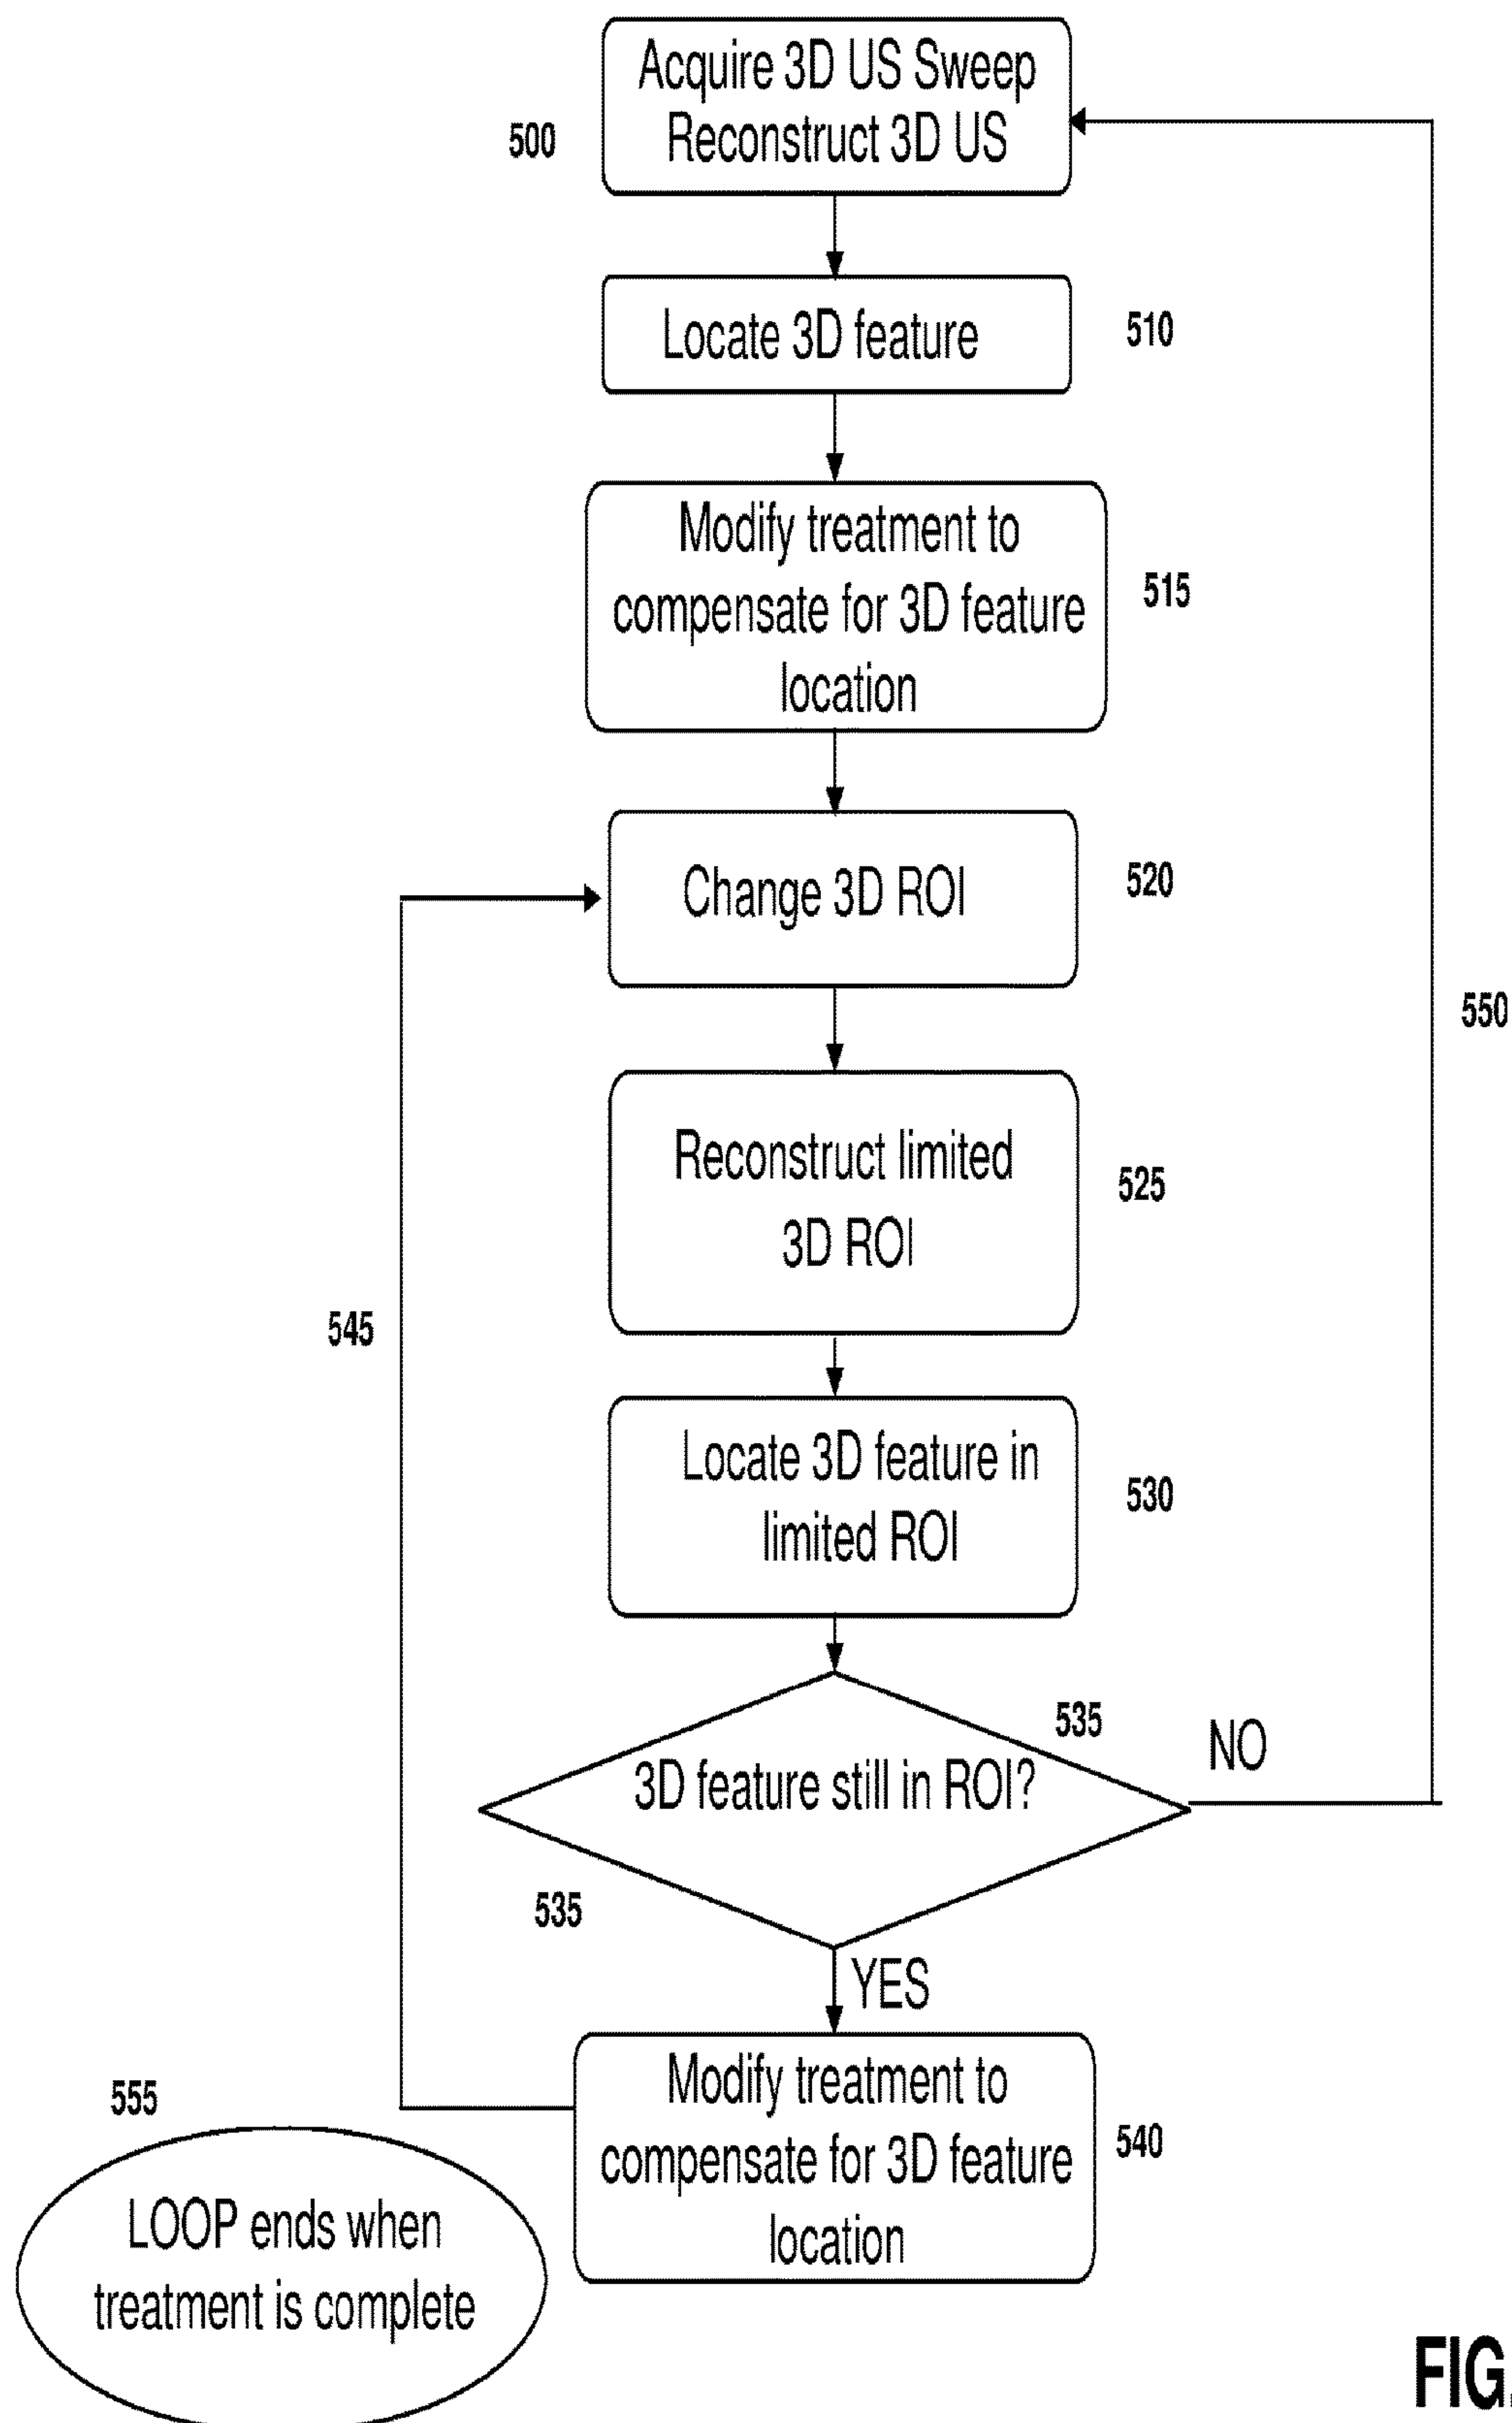 Acquire 3D US Sweep
Reconstruct 3D US
500
Locate 3D feature
510
Modify treatment to
compensate for 3D feature
location
515
Change 3D ROI
520
550
Reconstruct limited
3D ROI
525
545
Locate 3D feature in
limited ROI
530
535
NO
3D feature still in ROI?
535
YES
Modify treatment to
compensate for 3D feature
location
540
555
LOOP ends when
treatment is complete
FIG.